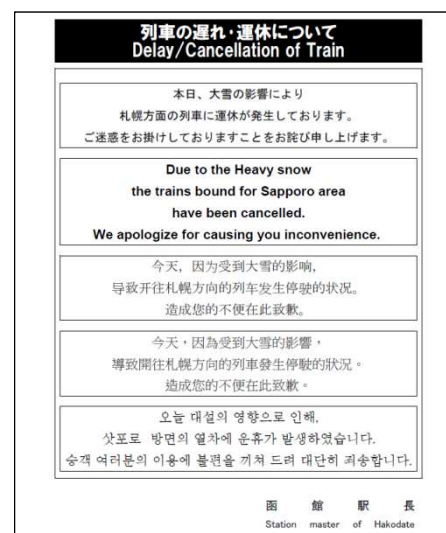 列車の遅れ・運休について
Delay/Cancellation of Train
本日、大雪の影響により
札幌方面の列車に運休が発生しております。
ご迷惑をお掛けしておりますことをお詫び申し上げます。
Due to the Heavy snow
the trains bound for Sapporo area
have been cancelled.
We apologize for causing you inconvenience.
今天，因为受到大雪的影响，
导致开往札幌方向的列车发生停驶的状况。
造成您的不便在此致歉。
今天，因為受到大雪的影響，
導致開往札幌方向的列車發生停駛的狀況。
造成您的不便在此致歉。
오늘 대설의 영향으로 인해,
삿포로 방면의 열차에 운휴가 발생하였습니다.
승객 여러분의 이용에 불편을 끼쳐 드려 대단히 죄송합니다.
函館駅長
Station master of Hakodate